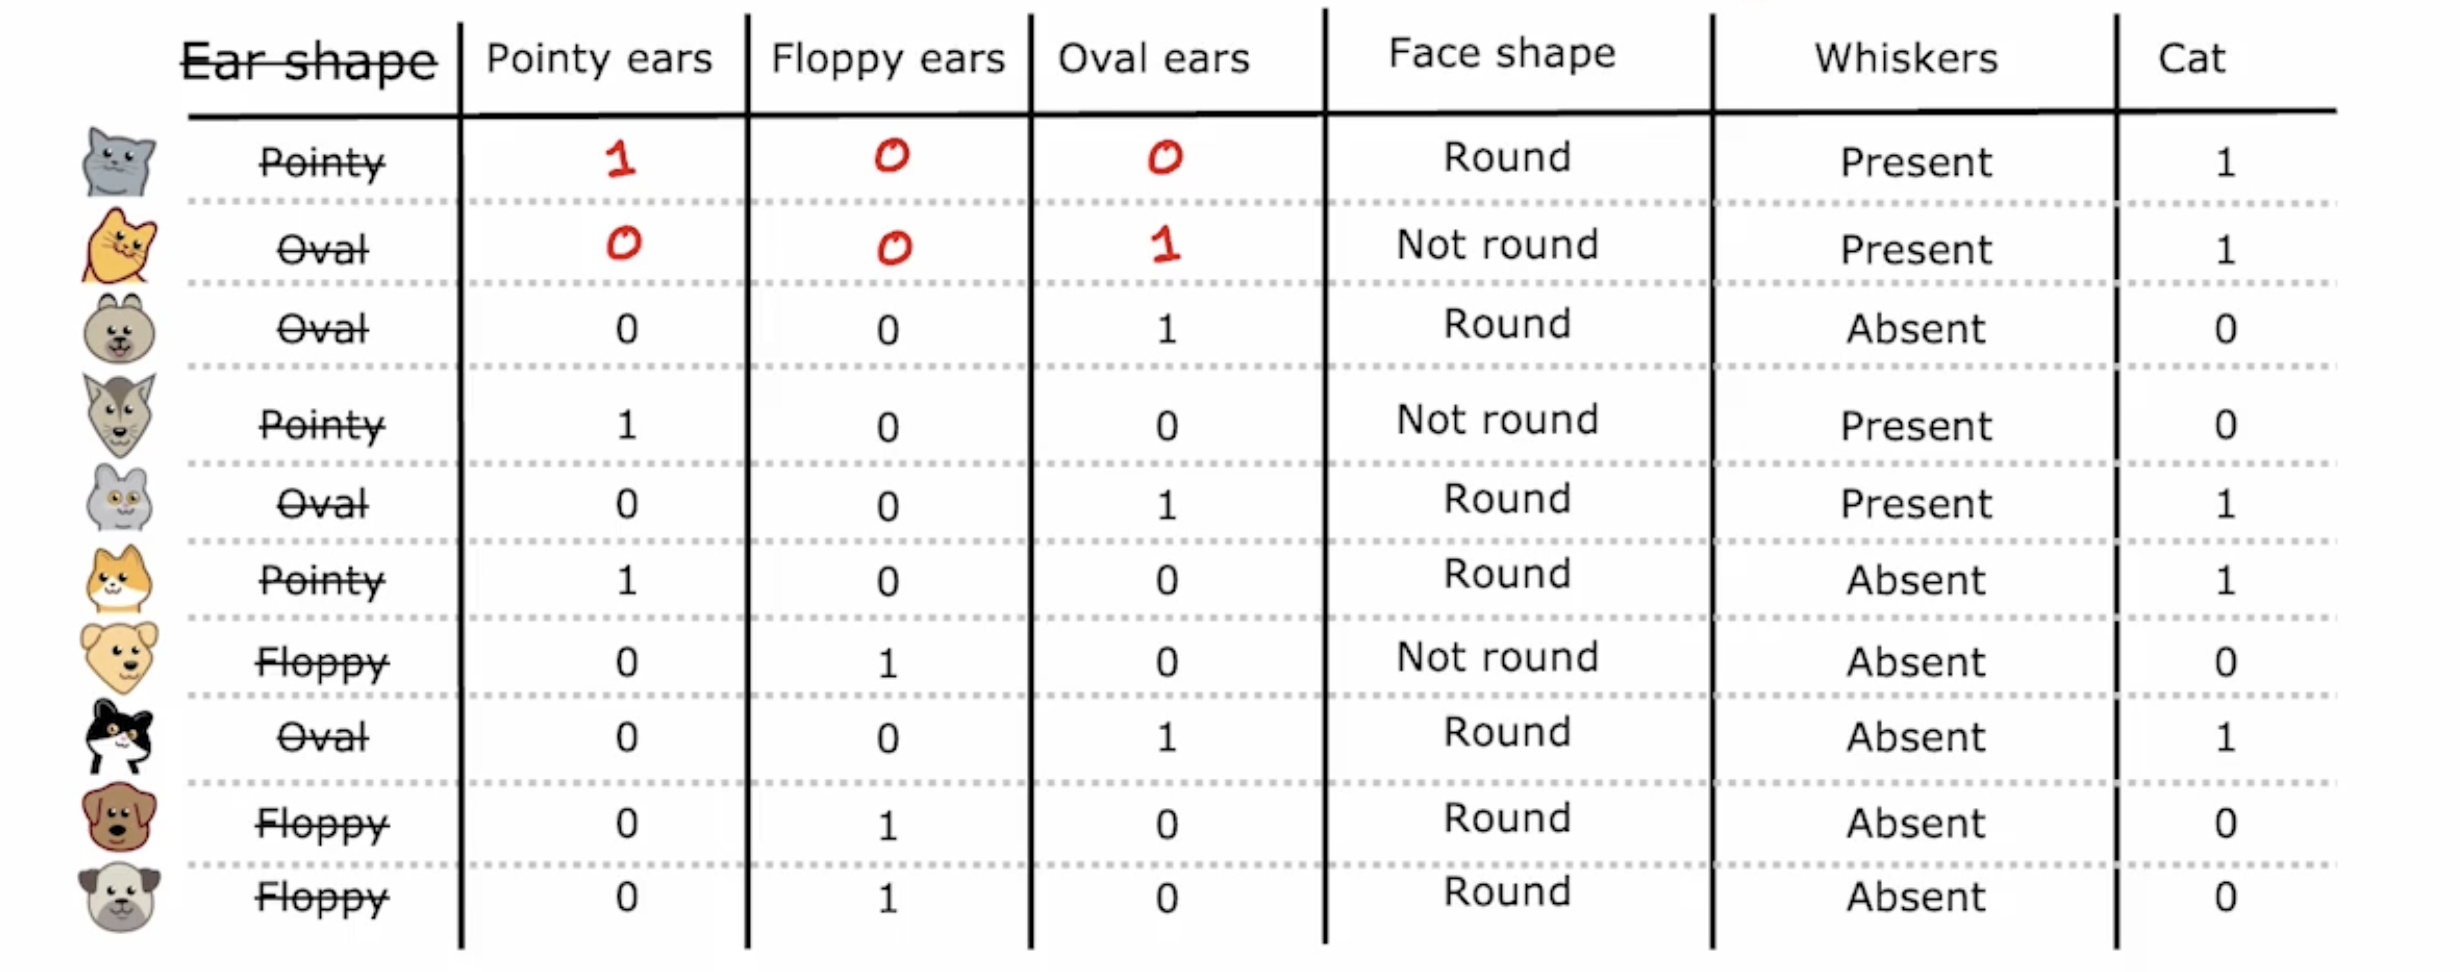 Ear shape Pointy ears Floppy ears Oval ears Face shape Whiskers Cat
Pointy 1 0 0 Round Present 1
Oval 0 0 1 Not round Present 1
Oval 0 0 1 Round Absent 0
Pointy 1 0 0 Not round Present 0
Oval 0 0 1 Round Present 1
Pointy 1 0 0 Round Absent 1
Floppy 0 1 0 Not round Absent 0
Oval 0 0 1 Round Absent 1
Floppy 0 1 0 Round Absent 0
Floppy 0 1 0 Round Absent 0